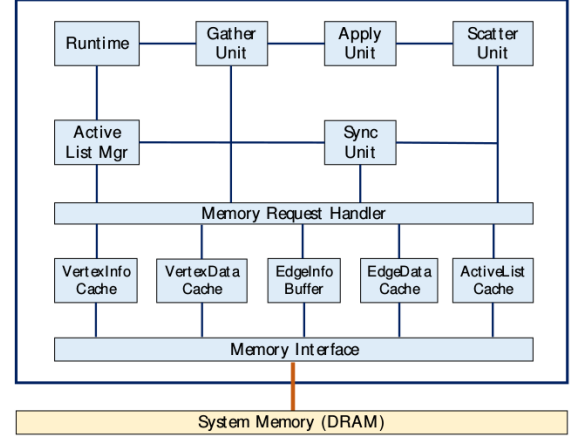 Runtime
Gather
Unit
Apply
Unit
Scatter
Unit
Active
List Mgr
Sync
Unit
Memory Request Handler
VertexInfo
Cache
VertexData
Cache
EdgeInfo
Buffer
EdgeData
Cache
ActiveList
Cache
Memory Interface
System Memory (DRAM)